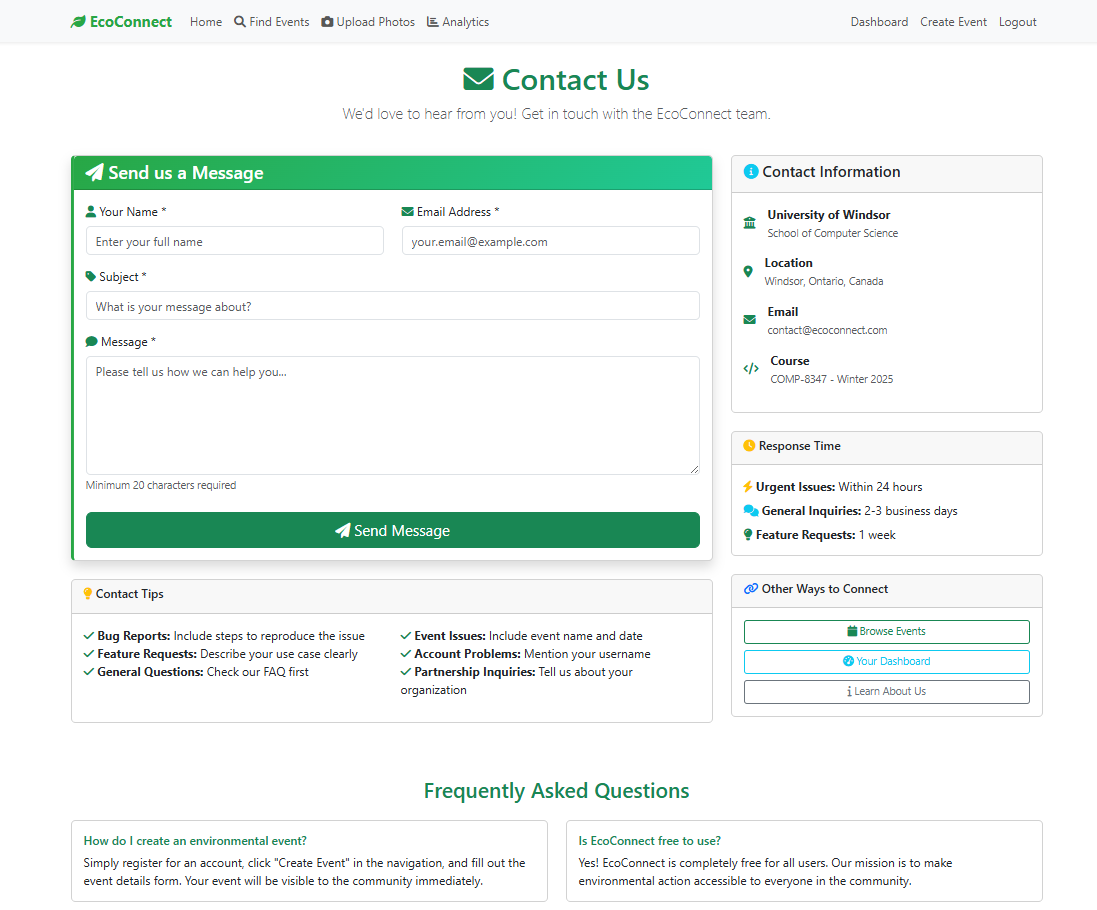 EcoConnect Home Find Events Upload Photos Analytics Dashboard Create Event Logout
Contact Us
We'd love to hear from you! Get in touch with the EcoConnect team.
Send us a Message
Your Name *
Email Address *
Enter your full name
your.email@example.com
Subject *
What is your message about?
Message *
Please tell us how we can help you...
Minimum 20 characters required
Send Message
Contact Tips
Bug Reports: Include steps to reproduce the issue
Feature Requests: Describe your use case clearly
General Questions: Check our FAQ first
Event Issues: Include event name and date
Account Problems: Mention your username
Partnership Inquiries: Tell us about your
organization
Contact Information
University of Windsor
School of Computer Science
Location
Windsor, Ontario, Canada
Email
contact@ecoconnect.com
Course
COMP-8347 - Winter 2025
Response Time
Urgent Issues: Within 24 hours
General Inquiries: 2-3 business days
Feature Requests: 1 week
Other Ways to Connect
Browse Events
Your Dashboard
Learn About Us
Frequently Asked Questions
How do I create an environmental event?
Simply register for an account, click "Create Event" in the navigation, and fill out the
event details form. Your event will be visible to the community immediately.
Is EcoConnect free to use?
Yes! EcoConnect is completely free for all users. Our mission is to make
environmental action accessible to everyone in the community.